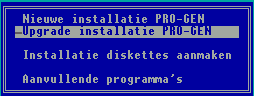 Nieuwe installatie PRO-GEN
Upgrade installatie PRO-GEN
Installatie diskettes aanmaken
Aanvullende programma's